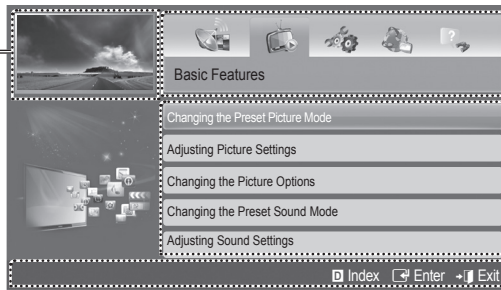 Basic Features
Changing the Preset Picture Mode
Adjusting Picture Settings
Changing the Picture Options
Changing the Preset Sound Mode
Adjusting Sound Settings
D Index Enter Exit